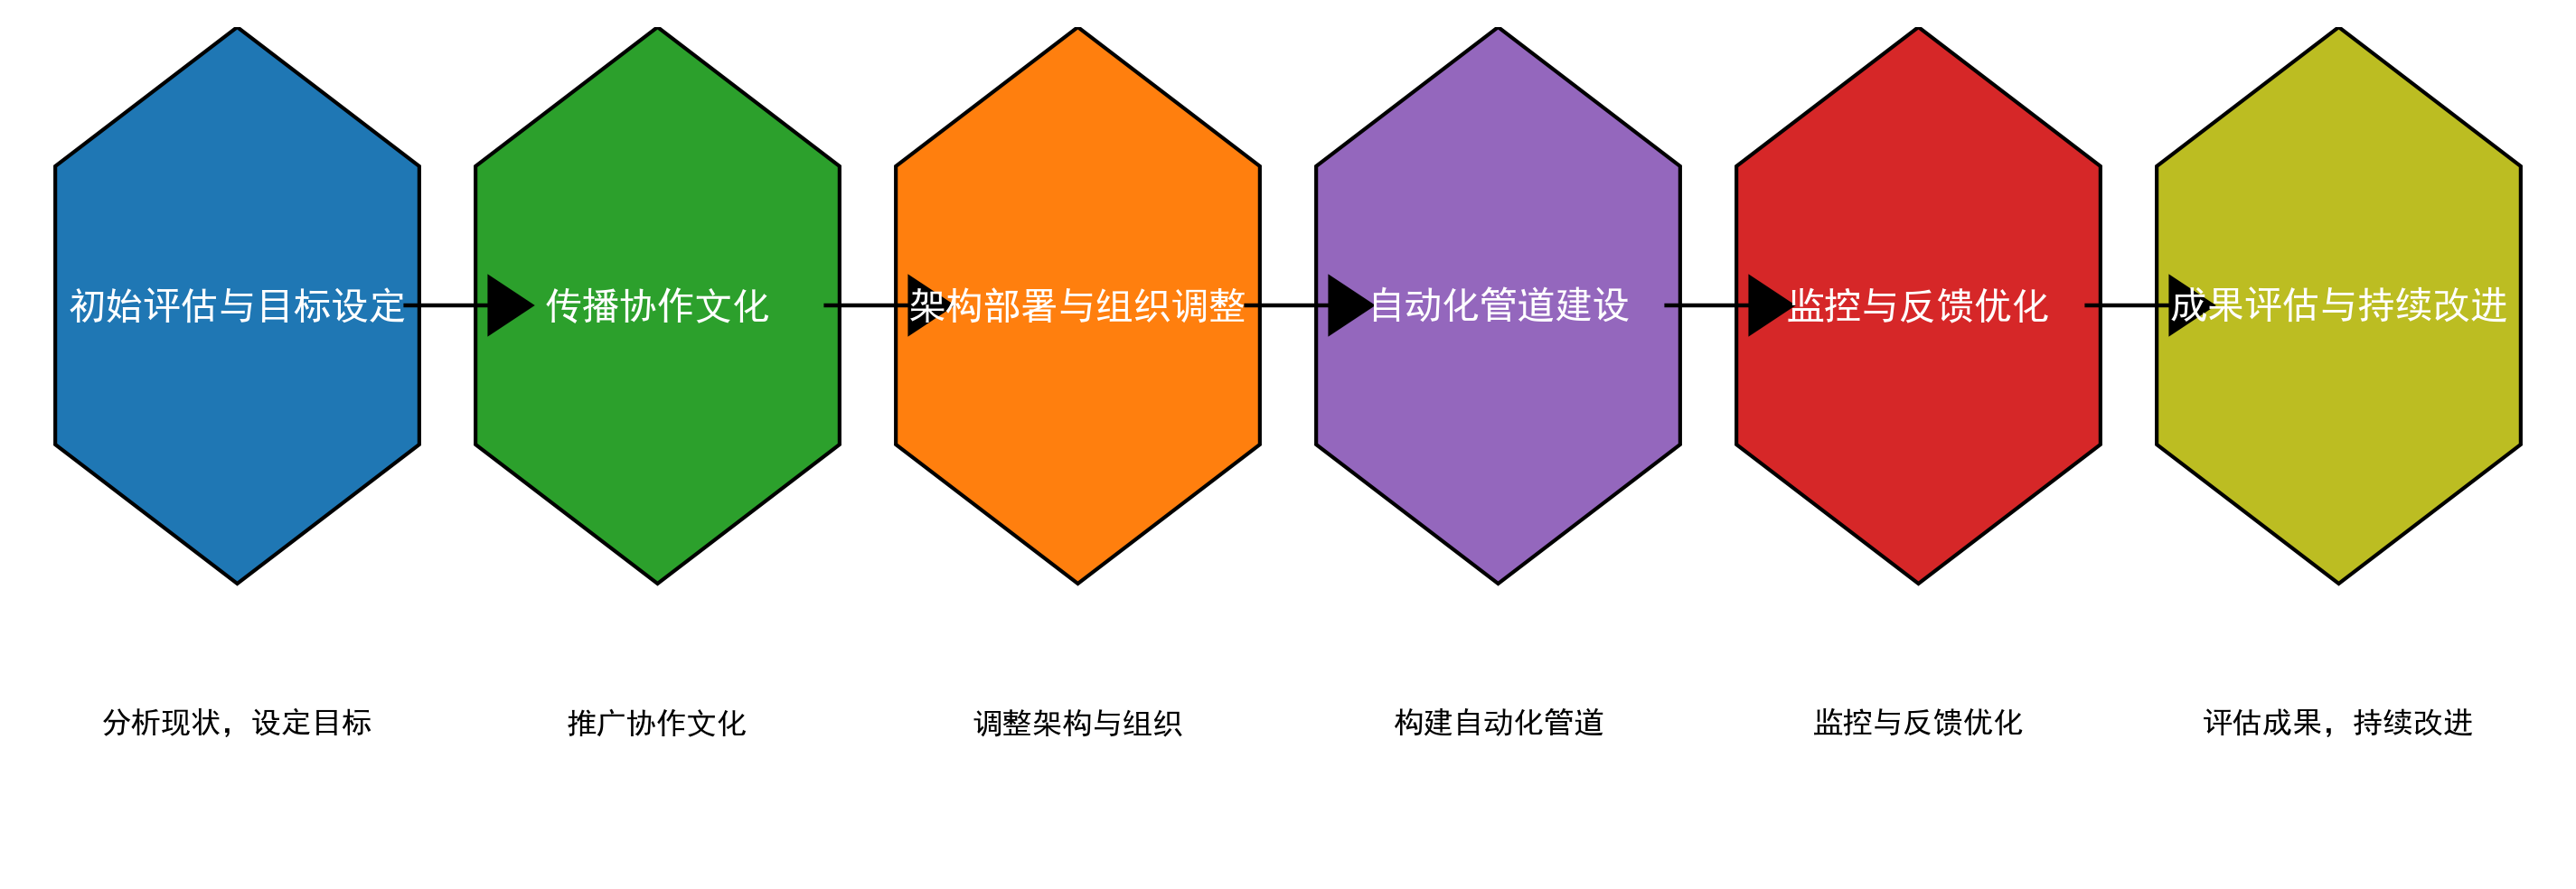 初始评估与目标设定
传播协作文化
架构部署与组织调整
自动化管道建设
监控与反馈优化
成果评估与持续改进
分析现状，设定目标
推广协作文化
调整架构与组织
构建自动化管道
监控与反馈优化
评估成果，持续改进